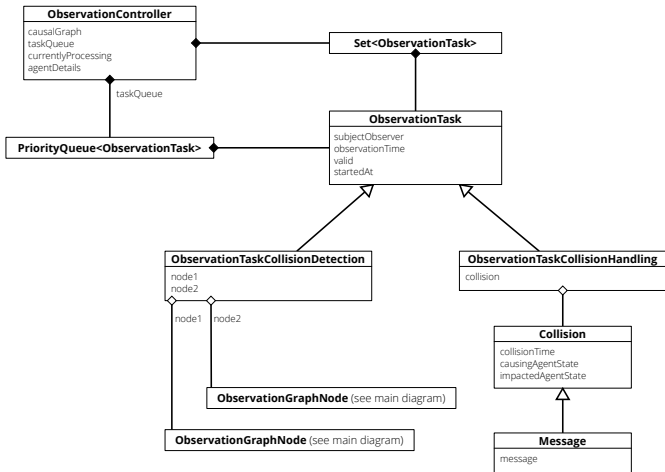 ObservationController
causalGraph
taskQueue
currentlyProcessing
agentDetails
Set<ObservationTask>
taskQueue
PriorityQueue<ObservationTask>
ObservationTask
subjectObserver
observationTime
valid
startedAt
ObservationTaskCollisionDetection
node1
node2
node1
node2
ObservationTaskCollisionHandling
collision
Collision
collisionTime
causingAgentState
impactedAgentState
ObservationGraphNode (see main diagram)
ObservationGraphNode (see main diagram)
Message
message